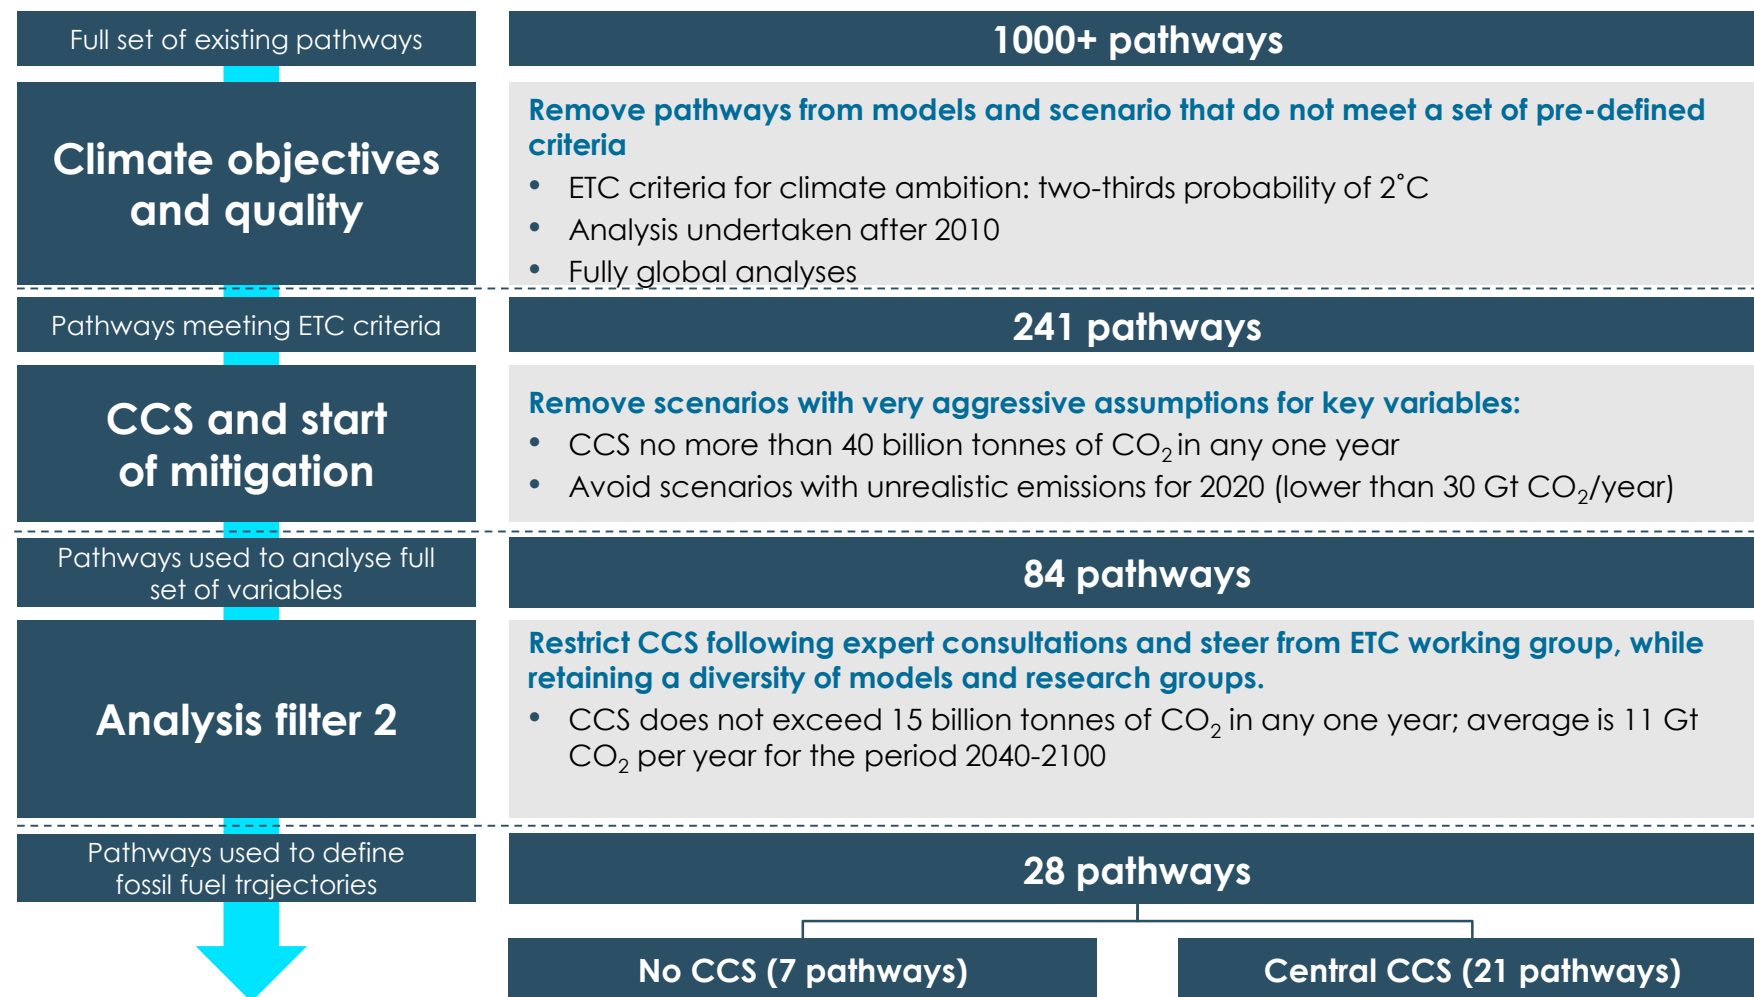 Full set of existing pathways
1000+ pathways
Climate objectives
and quality
Remove pathways from models and scenario that do not meet a set of pre-defined
criteria
• ETC criteria for climate ambition: two-thirds probability of 2˚C
• Analysis undertaken after 2010
• Fully global analyses
Pathways meeting ETC criteria
241 pathways
CCS and start
of mitigation
Remove scenarios with very aggressive assumptions for key variables:
• CCS no more than 40 billion tonnes of CO₂ in any one year
• Avoid scenarios with unrealistic emissions for 2020 (lower than 30 Gt CO₂/year)
Pathways used to analyse full
set of variables
84 pathways
Analysis filter 2
Restrict CCS following expert consultations and steer from ETC working group, while
retaining a diversity of models and research groups.
• CCS does not exceed 15 billion tonnes of CO₂ in any one year; average is 11 Gt
CO₂ per year for the period 2040-2100
Pathways used to define
fossil fuel trajectories
28 pathways
No CCS (7 pathways)
Central CCS (21 pathways)